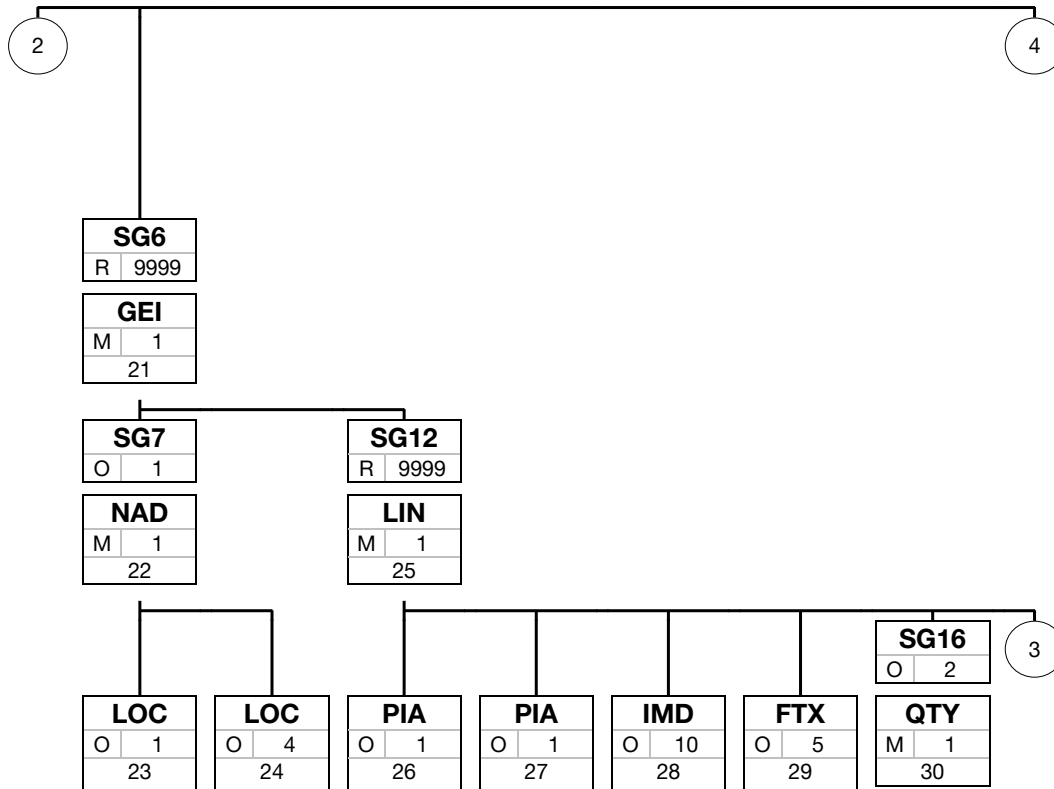 2
4
SG6
R 9999
GEI
M 1
21
SG7
O 1
SG12
R 9999
NAD
M 1
22
LIN
M 1
25
SG16
O 2
3
LOC
O 1
23
LOC
O 4
24
PIA
O 1
26
PIA
O 1
27
IMD
O 10
28
FTX
O 5
29
QTY
M 1
30